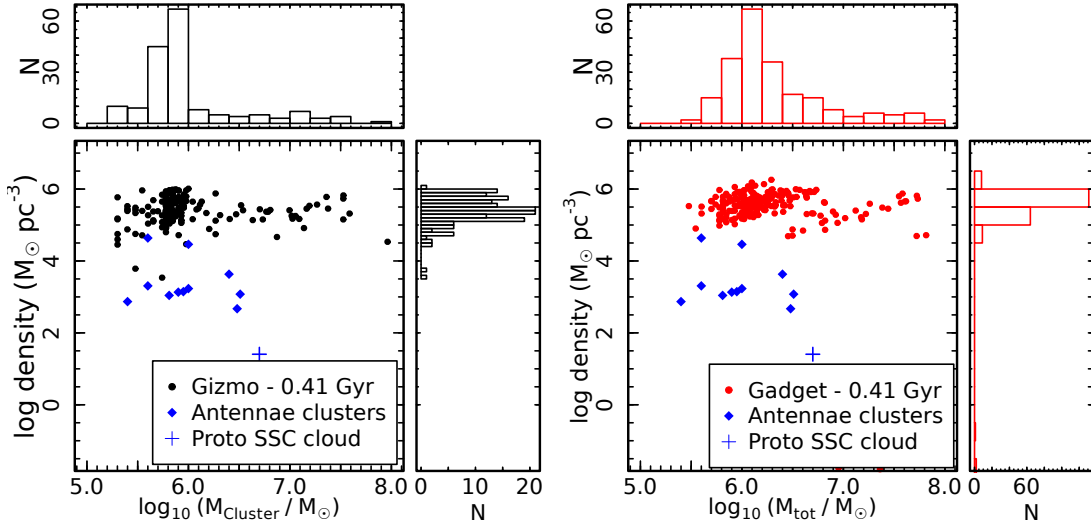 60
30
0
N
60
30
0
N
6
4
2
0
log density (M☉ pc⁻³)
Gizmo - 0.41 Gyr
Antennae clusters
Proto SSC cloud
5.0 6.0 7.0 8.0
log₁₀ (M_Cluster / M☉)
0 10 20
N
6
4
2
0
log density (M☉ pc⁻³)
Gadget - 0.41 Gyr
Antennae clusters
Proto SSC cloud
5.0 6.0 7.0 8.0
log₁₀ (M_tot / M☉)
0 60
N